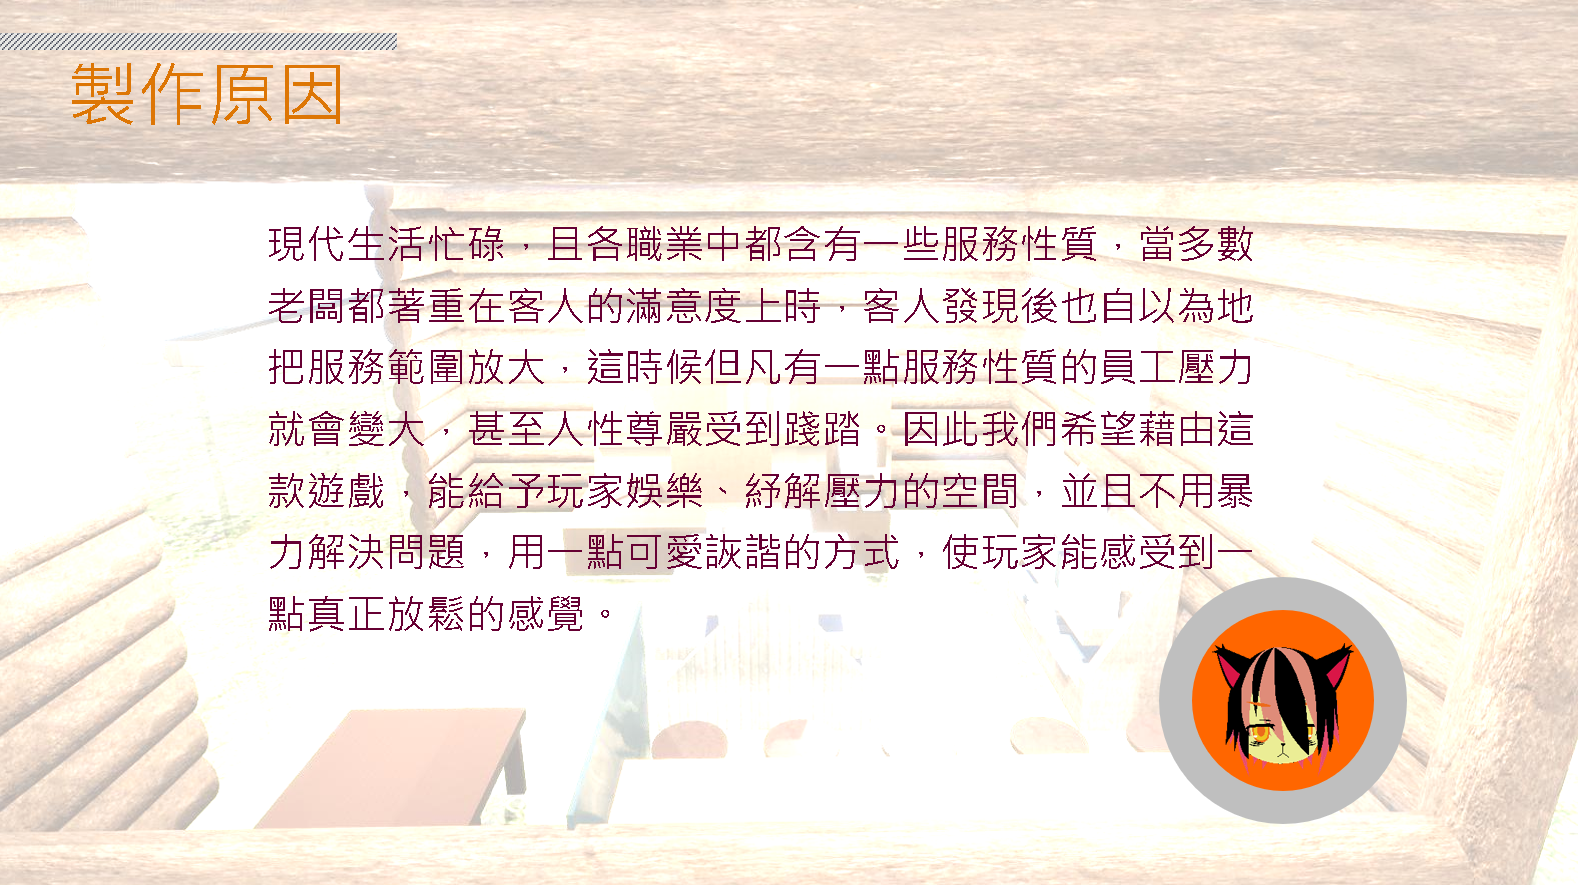 製作原因
現代生活忙碌，且各職業中都含有一些服務性質，當多數
老闆都著重在客人的滿意度上時，客人發現後也自以為地
把服務範圍放大，這時候但凡有一點服務性質的員工壓力
就會變大，甚至人性尊嚴受到踐踏。因此我們希望藉由這
款遊戲，能給予玩家娛樂、紓解壓力的空間，並且不用暴
力解決問題，用一點可愛詼諧的方式，使玩家能感受到一
點真正放鬆的感覺。